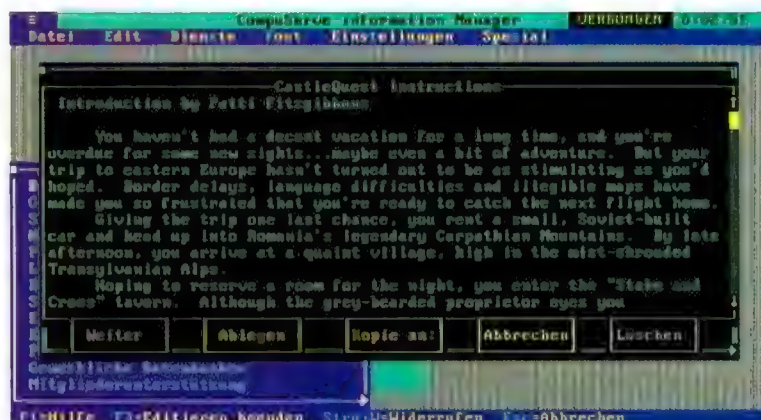 CompuServe Information Manager VERBUNDEN
Datei Edit Dienste Font Einstellungen Spezial
CastleQuest Instructions
Introduction by Patti Fitzgibbons
You haven't had a decent vacation for a long time, and you're
overdue for some new sights...maybe even a bit of adventure. But your
trip to eastern Europe hasn't turned out to be as stimulating as you'd
hoped. Border delays, language difficulties and illegible maps have
made you so frustrated that you're ready to catch the next flight home.
Giving the trip one last chance, you rent a small, Soviet-built
car and head up into Romania's legendary Carpathian Mountains. By late
afternoon, you arrive at a quaint village, high in the mist-shrouded
Transylvanian Alps.
Hoping to reserve a room for the night, you enter the "Stake and
Cross" tavern. Although the grey-bearded proprietor eyes you
Weiter Ablegen Kopie an: Abbrechen Löschen
Mitgliederunterstützung
F1=Hilfe F2=Editieren beenden Strg-U=Widerrufen Esc=Abbrechen